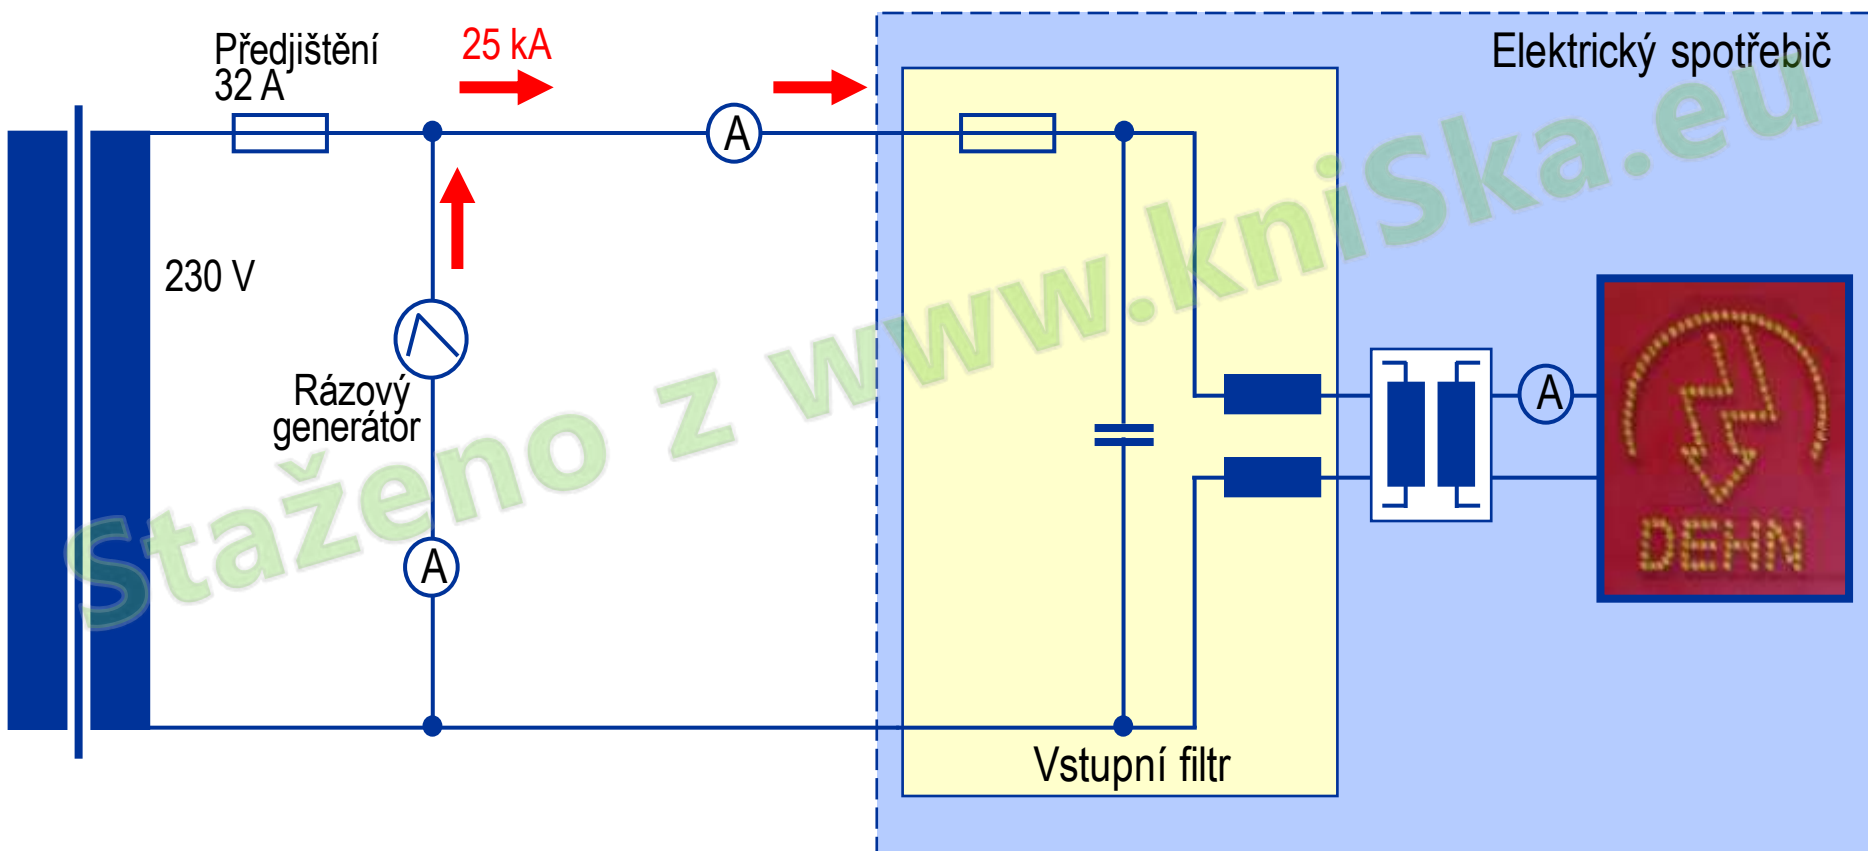 Předjištění
32 A
25 kA
Elektrický spotřebič
A
230 V
Rázový
generátor
A
A
DEHN
Vstupní filtr
Staženo z www.kniSka.eu